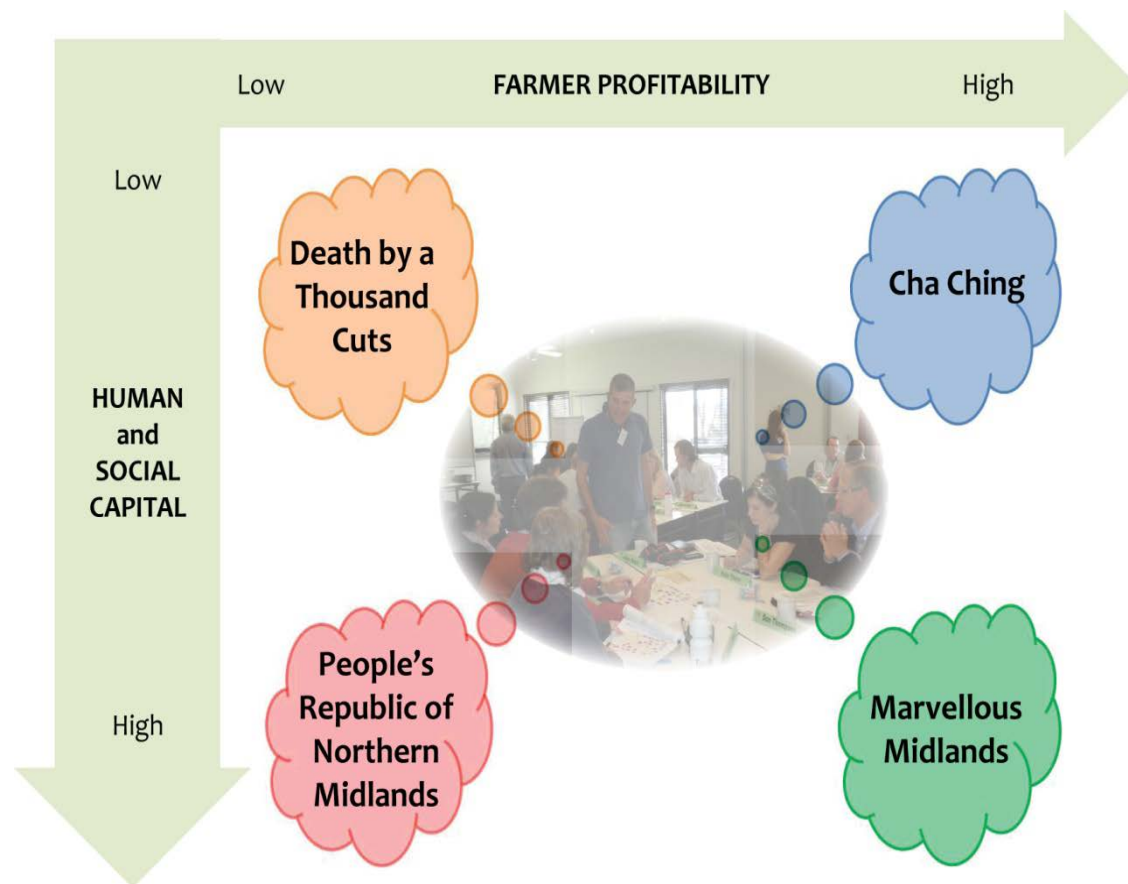 Low FARMER PROFITABILITY High
Low
HUMAN
and
SOCIAL
CAPITAL
High
Death by a
Thousand
Cuts
Cha Ching
People's
Republic of
Northern
Midlands
Marvellous
Midlands